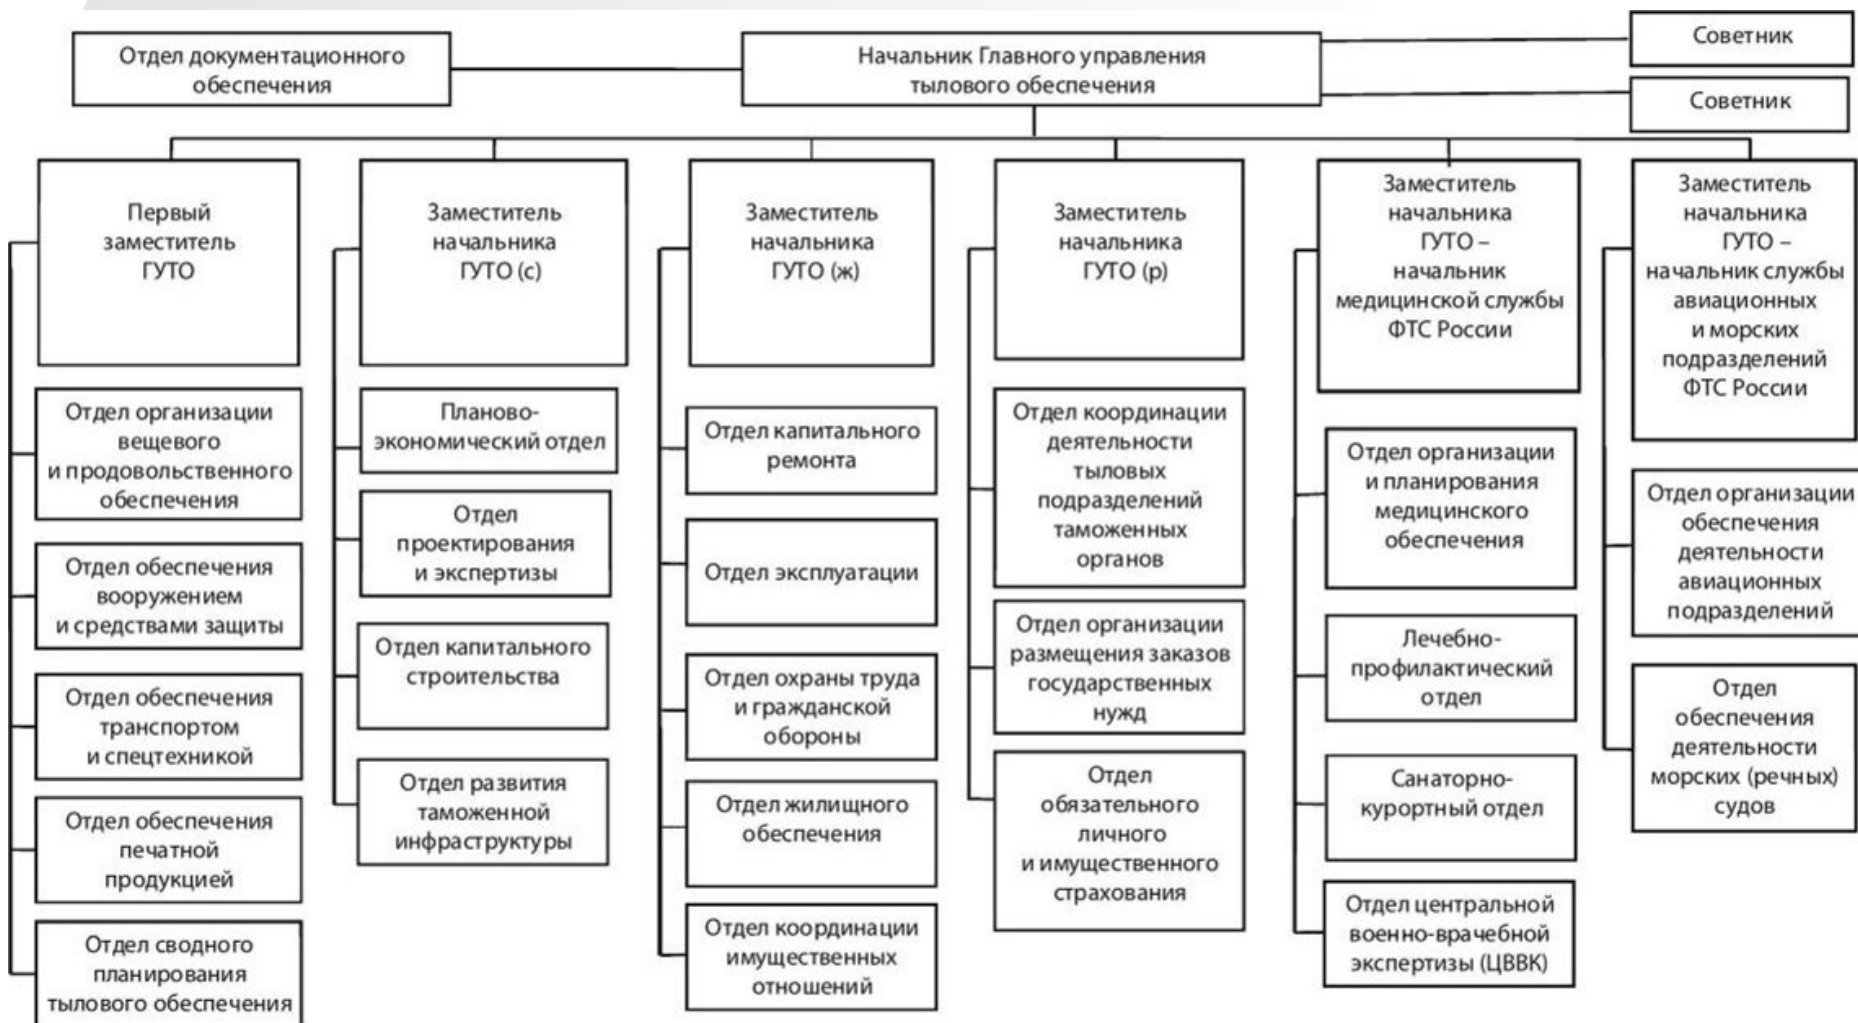 Отдел документационного
обеспечения
Начальник Главного управления
тылового обеспечения
Советник
Советник
Первый
заместитель
ГУТО
Отдел организации
вещевого
и продовольственного
обеспечения
Отдел обеспечения
вооружением
и средствами защиты
Отдел обеспечения
транспортом
и спецтехникой
Отдел обеспечения
печатной
продукцией
Отдел сводного
планирования
тылового обеспечения
Заместитель
начальника
ГУТО (с)
Планово-
экономический отдел
Отдел
проектирования
и экспертизы
Отдел капитального
строительства
Отдел развития
таможенной
инфраструктуры
Заместитель
начальника
ГУТО (ж)
Отдел капитального
ремонта
Отдел эксплуатации
Отдел охраны труда
и гражданской
обороны
Отдел жилищного
обеспечения
Отдел координации
имущественных
отношений
Заместитель
начальника
ГУТО (р)
Отдел координации
деятельности
тыловых
подразделений
таможенных
органов
Отдел организации
размещения заказов
государственных
нужд
Отдел
обязательного
личного
и имущественного
страхования
Заместитель
начальника
ГУТО –
начальник
медицинской службы
ФТС России
Отдел организации
и планирования
медицинского
обеспечения
Лечебно-
профилактический
отдел
Санаторно-
курортный отдел
Отдел центральной
военно-врачебной
экспертизы (ЦВВК)
Заместитель
начальника
ГУТО –
начальник службы
авиационных
и морских
подразделений
ФТС России
Отдел организации
обеспечения
деятельности
авиационных
подразделений
Отдел
обеспечения
деятельности
морских (речных)
судов